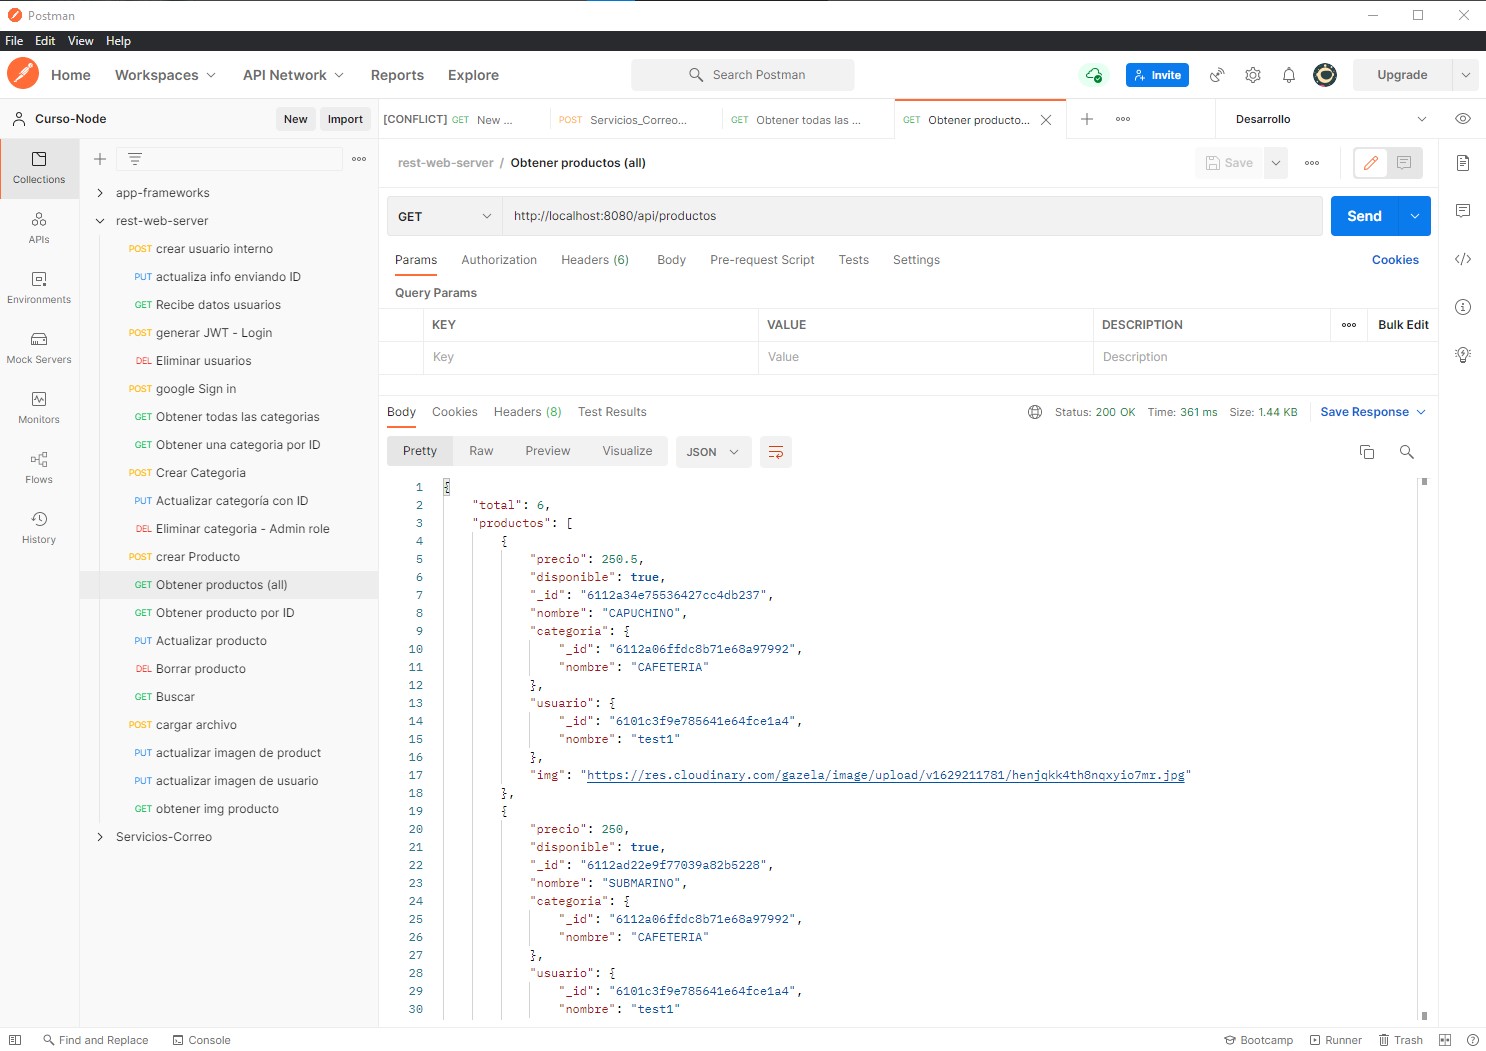 Postman
File Edit View Help
Home Workspaces API Network Reports Explore Search Postman Invite Upgrade
Curso-Node New Import [CONFLICT] GET New ... POST Servicios_Correo... GET Obtener todas las ... GET Obtener producto... Desarrollo
Collections
APIs
Environments
Mock Servers
Monitors
Flows
History
app-frameworks
rest-web-server
POST crear usuario interno
PUT actualiza info enviando ID
GET Recibe datos usuarios
POST generar JWT - Login
DEL Eliminar usuarios
POST google Sign in
GET Obtener todas las categorias
GET Obtener una categoria por ID
POST Crear Categoria
PUT Actualizar categoría con ID
DEL Eliminar categoria - Admin role
POST crear Producto
GET Obtener productos (all)
GET Obtener producto por ID
PUT Actualizar producto
DEL Borrar producto
GET Buscar
POST cargar archivo
PUT actualizar imagen de product
PUT actualizar imagen de usuario
GET obtener img producto
Servicios-Correo
rest-web-server / Obtener productos (all) Save
GET http://localhost:8080/api/productos Send
Params Authorization Headers (6) Body Pre-request Script Tests Settings Cookies
Query Params
KEY VALUE DESCRIPTION Bulk Edit
Key Value Description
Body Cookies Headers (8) Test Results Status: 200 OK Time: 361 ms Size: 1.44 KB Save Response
Pretty Raw Preview Visualize JSON
1 {
2 "total": 6,
3 "productos": [
4 {
5 "precio": 250.5,
6 "disponible": true,
7 "_id": "6112a34e75536427cc4db237",
8 "nombre": "CAPUCHINO",
9 "categoria": {
10 "_id": "6112a06ffdc8b71e68a97992",
11 "nombre": "CAFETERIA"
12 },
13 "usuario": {
14 "_id": "6101c3f9e785641e64fce1a4",
15 "nombre": "test1"
16 },
17 "img": "https://res.cloudinary.com/gazela/image/upload/v1629211781/henjqkk4th8nqxyio7mr.jpg"
18 },
19 {
20 "precio": 250,
21 "disponible": true,
22 "_id": "6112ad22e9f77039a82b5228",
23 "nombre": "SUBMARINO",
24 "categoria": {
25 "_id": "6112a06ffdc8b71e68a97992",
26 "nombre": "CAFETERIA"
27 },
28 "usuario": {
29 "_id": "6101c3f9e785641e64fce1a4",
30 "nombre": "test1"
Find and Replace Console Bootcamp Runner Trash